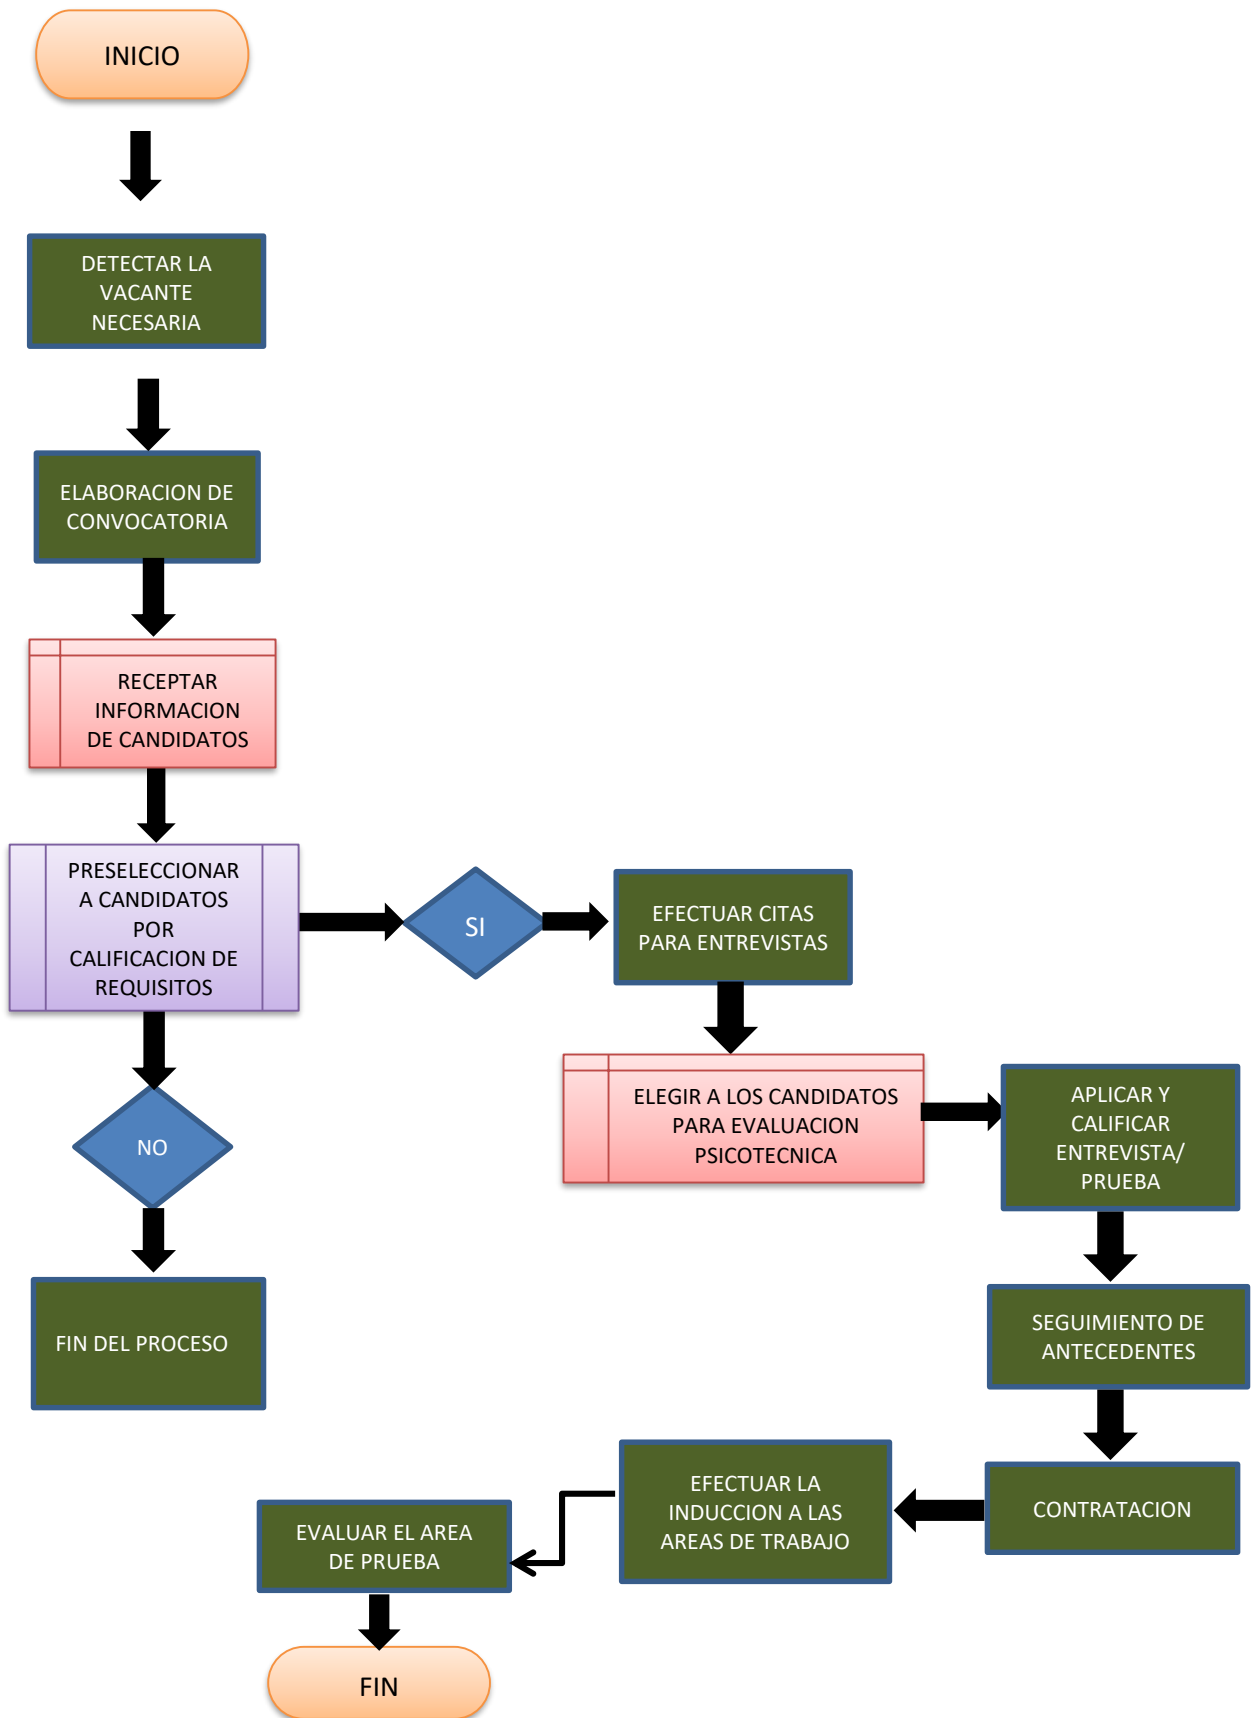 INICIO
DETECTAR LA
VACANTE
NECESARIA
ELABORACION DE
CONVOCATORIA
RECEPTAR
INFORMACION
DE CANDIDATOS
PRESELECCIONAR
A CANDIDATOS
POR
CALIFICACION DE
REQUISITOS
SI
EFECTUAR CITAS
PARA ENTREVISTAS
NO
FIN DEL PROCESO
ELEGIR A LOS CANDIDATOS
PARA EVALUACION
PSICOTECNICA
APLICAR Y
CALIFICAR
ENTREVISTA/
PRUEBA
SEGUIMIENTO DE
ANTECEDENTES
CONTRATACION
EFECTUAR LA
INDUCCION A LAS
AREAS DE TRABAJO
EVALUAR EL AREA
DE PRUEBA
FIN